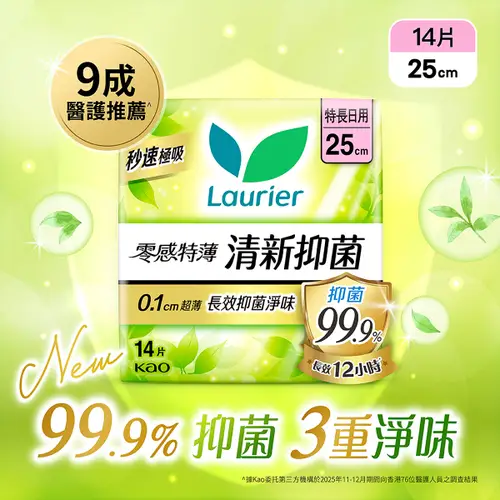 9成
醫護推薦^
14片
25cm
秒速極吸
特長日用
25cm
Laurier
零感特薄 清新抑菌
0.1cm超薄 長效抑菌淨味
抑菌
99.9%
長效12小時
14片
Kao
New
99.9% 抑菌 3重淨味
^據Kao委托第三方機構於2025年11-12月期間向香港76位醫護人員之調查結果